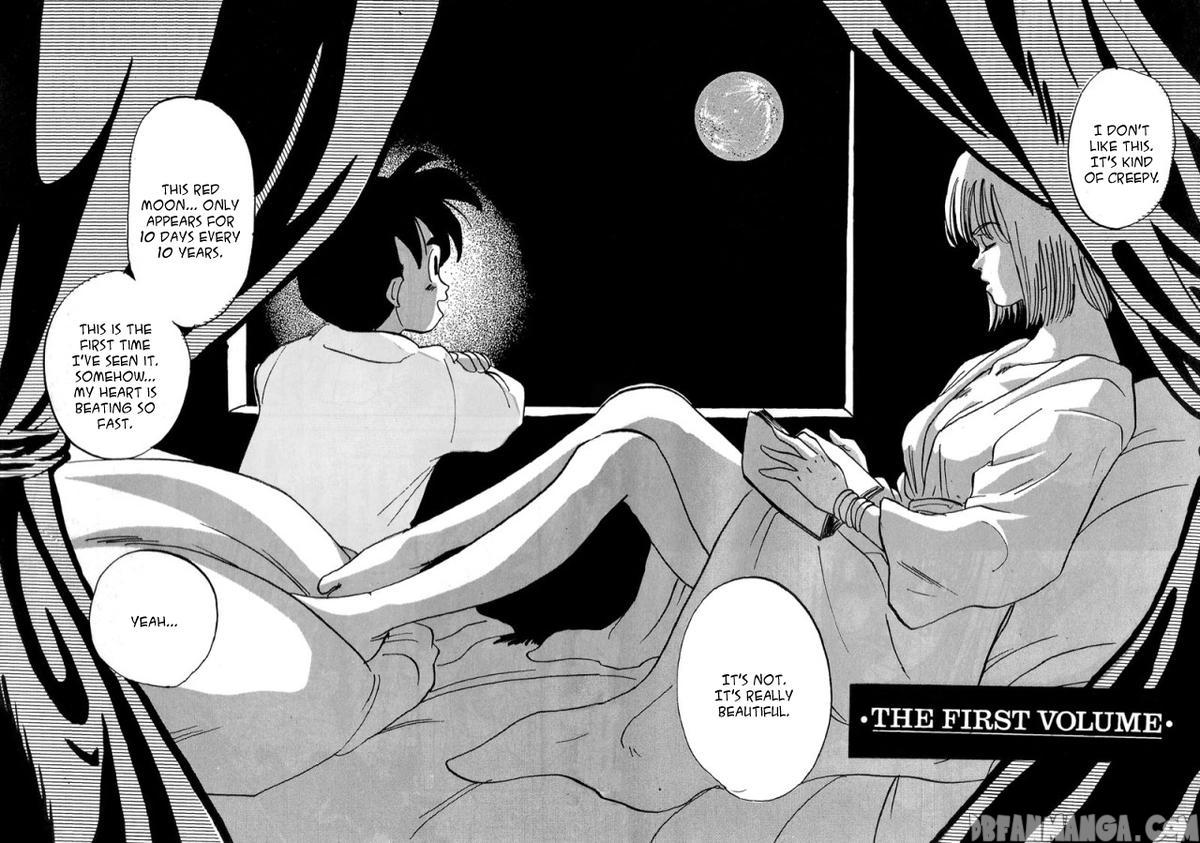 I DON'T
LIKE THIS.
IT'S KIND
OF CREEPY.
IT'S NOT.
IT'S REALLY
BEAUTIFUL.
THIS RED
MOON... ONLY
APPEARS FOR
10 DAYS EVERY
10 YEARS.
THIS IS THE
FIRST TIME
I'VE SEEN IT.
SOMEHOW...
MY HEART IS
BEATING SO
FAST.
YEAH...
·THE FIRST VOLUME·
DBFANMANGA.COM